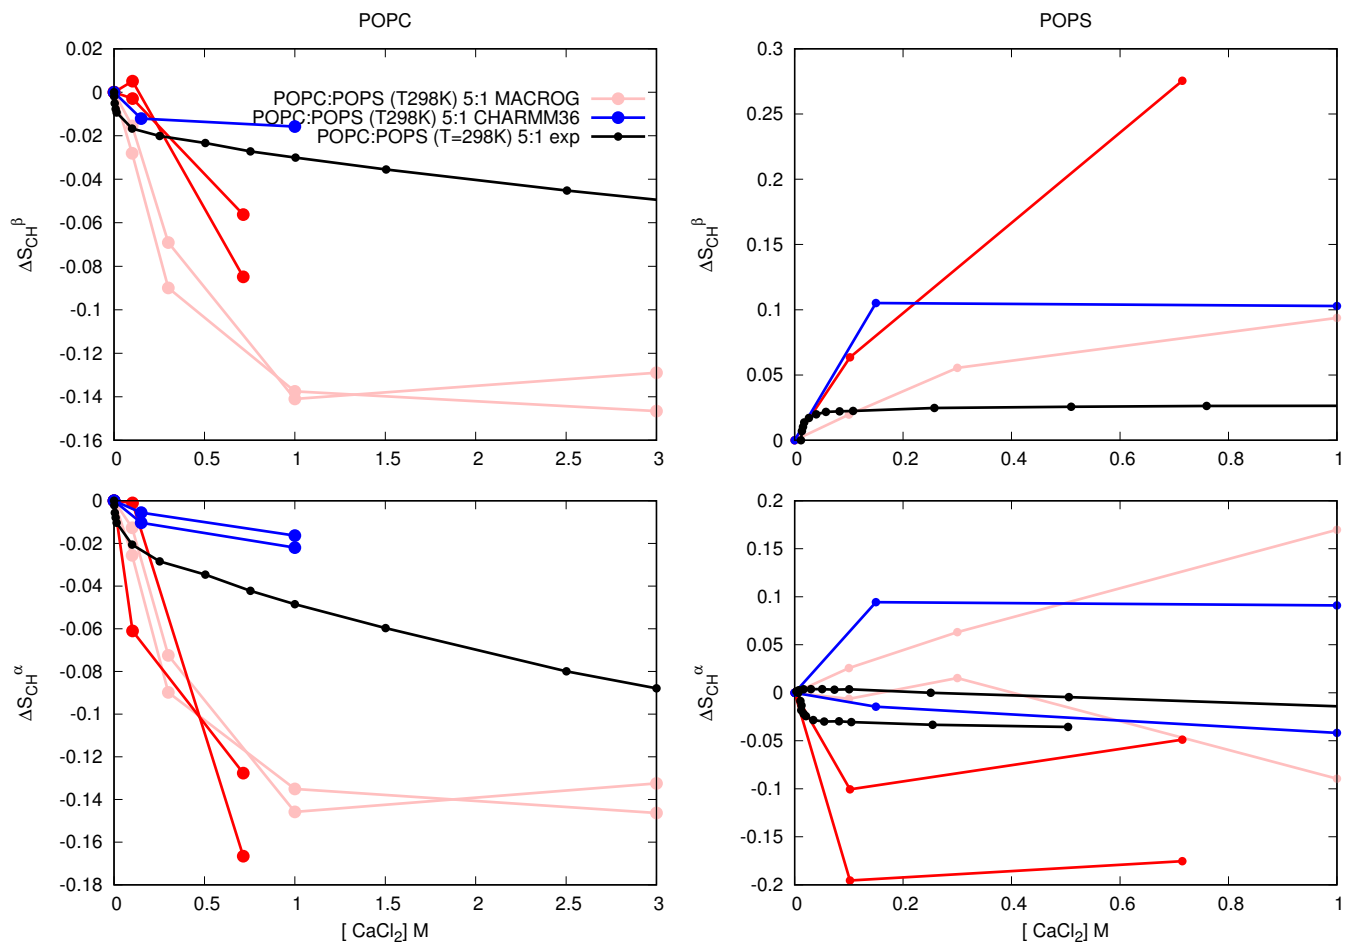 POPC
POPS
0.02
0
-0.02
-0.04
-0.06
-0.08
-0.1
-0.12
-0.14
-0.16
ΔS_CH^β
POPC:POPS (T298K) 5:1 MACROG
POPC:POPS (T298K) 5:1 CHARMM36
POPC:POPS (T=298K) 5:1 exp
0 0.5 1 1.5 2 2.5 3
0.3
0.25
0.2
0.15
0.1
0.05
0
ΔS_CH^β
0 0.2 0.4 0.6 0.8 1
0
-0.02
-0.04
-0.06
-0.08
-0.1
-0.12
-0.14
-0.16
-0.18
ΔS_CH^α
0 0.5 1 1.5 2 2.5 3
[ CaCl₂] M
0.2
0.15
0.1
0.05
0
-0.05
-0.1
-0.15
-0.2
ΔS_CH^α
0 0.2 0.4 0.6 0.8 1
[ CaCl₂] M